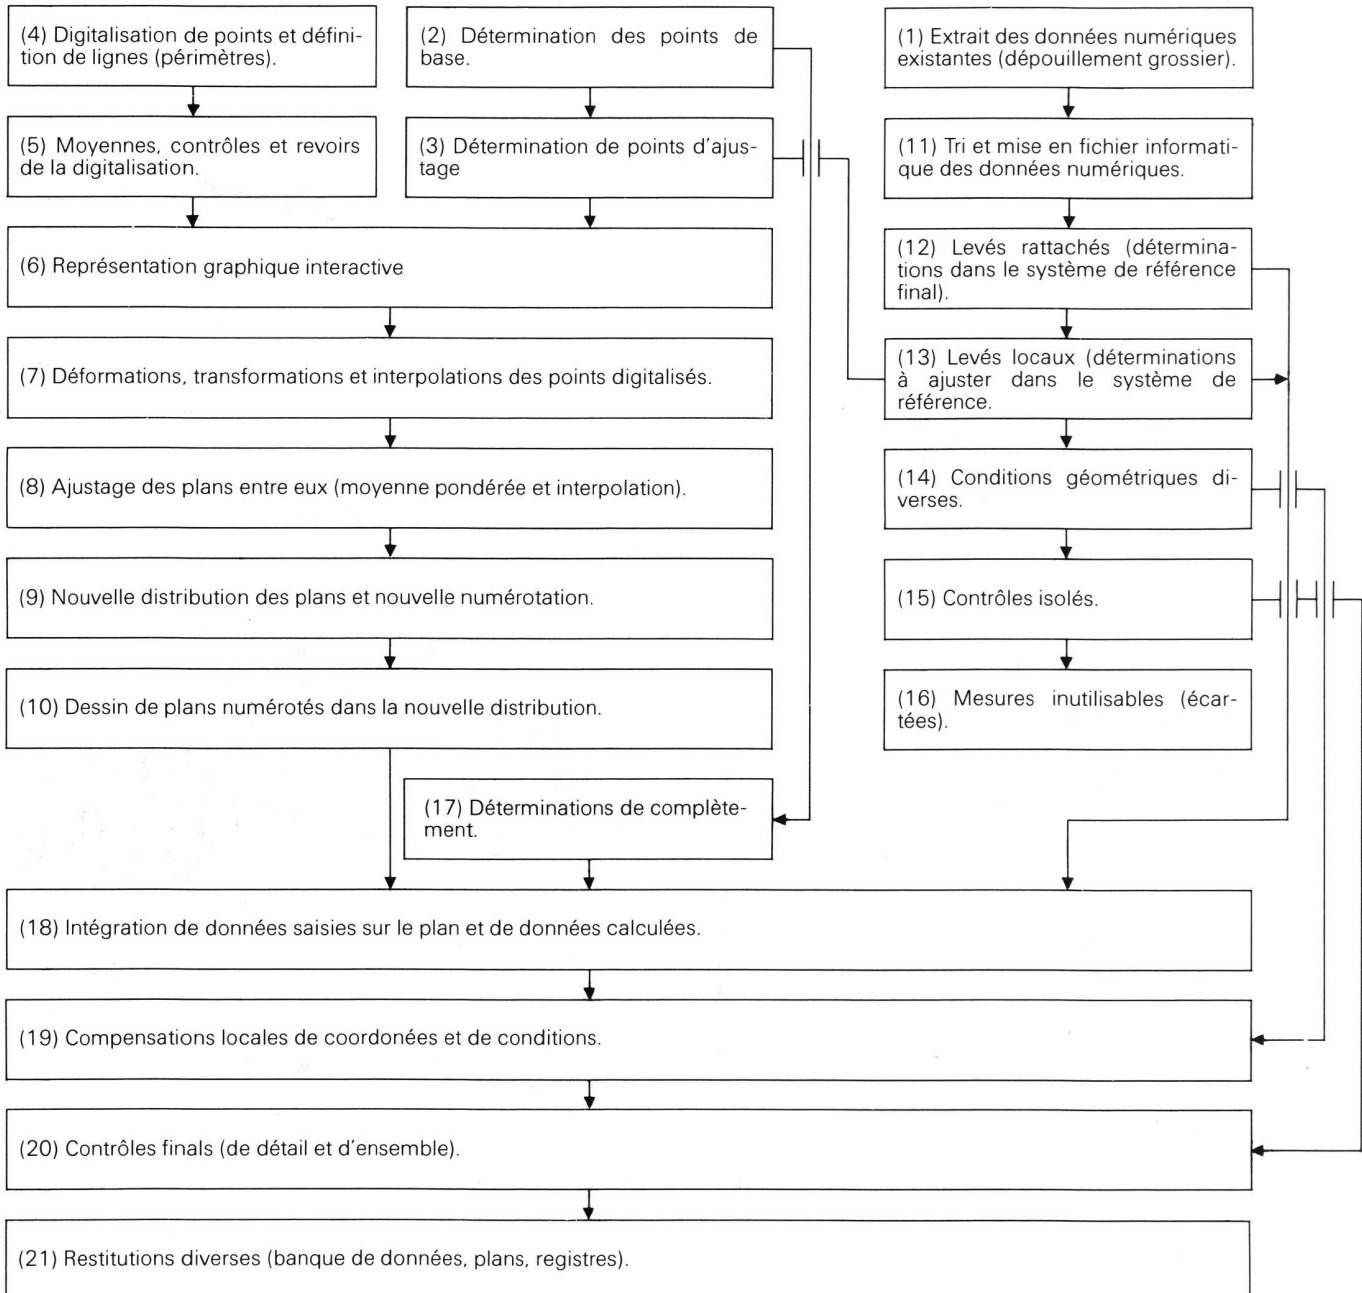 (4) Digitalisation de points et défini-
tion de lignes (périmètres).
(2) Détermination des points de
base.
(1) Extrait des données numériques
existantes (dépouillement grossier).
(5) Moyennes, contrôles et revoirs
de la digitalisation.
(3) Détermination de points d'ajus-
tage
(11) Tri et mise en fichier informati-
que des données numériques.
(6) Représentation graphique interactive
(12) Levés rattachés (détermina-
tions dans le système de référence
final).
(7) Déformations, transformations et interpolations des points digitalisés.
(13) Levés locaux (déterminations
à ajuster dans le système de
référence.
(8) Ajustage des plans entre eux (moyenne pondérée et interpolation).
(14) Conditions géométriques di-
verses.
(9) Nouvelle distribution des plans et nouvelle numérotation.
(15) Contrôles isolés.
(10) Dessin de plans numérotés dans la nouvelle distribution.
(16) Mesures inutilisables (écar-
tées).
(17) Déterminations de complète-
ment.
(18) Intégration de données saisies sur le plan et de données calculées.
(19) Compensations locales de coordonées et de conditions.
(20) Contrôles finals (de détail et d'ensemble).
(21) Restitutions diverses (banque de données, plans, registres).